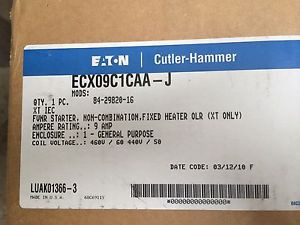 EATON Cutler-Hammer
ECX09C1CAA-J
MODS: 84-29820-16
QTY. 1 PC.
XT IEC
FVNR STARTER, NON-COMBINATION,FIXED HEATER OLR (XT ONLY)
AMPERE RATING..: 9 AMP
ENCLOSURE ..: 1 - GENERAL PURPOSE
COIL VOLTAGE..: 460V / 60 440V / 50
DATE CODE: 03/12/10 F
LUAK01366-3
MADE IN U.S.A.